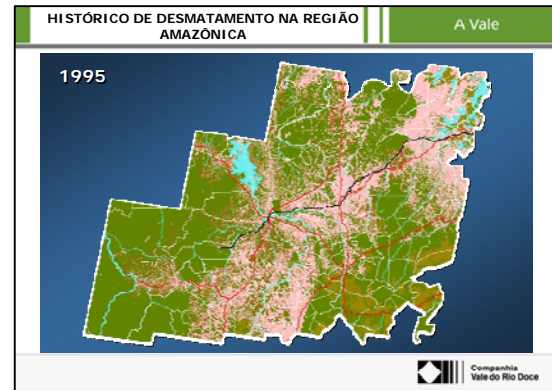 HISTÓRICO DE DESMATAMENTO NA REGIÃO
AMAZÔNICA
A Vale
1995
Companhia
Vale do Rio Doce